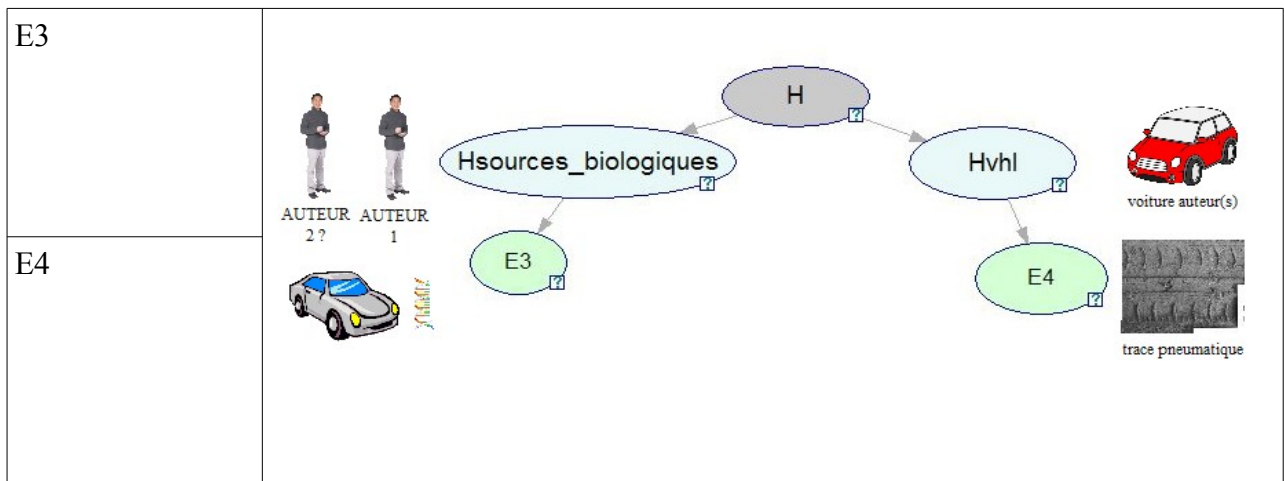 E3
H
Hsources_biologiques
Hvhl
?
?
?
voiture auteur(s)
AUTEUR AUTEUR
2 ? 1
E4
E3
?
E4
?
trace pneumatique